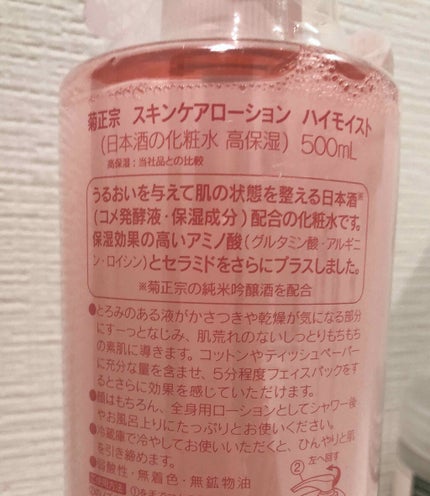 菊正宗 スキンケアローション ハイモイスト
(日本酒の化粧水 高保湿) 500mL
高保湿：当社品との比較
うるおいを与えて肌の状態を整える日本酒※
(コメ発酵液・保湿成分)配合の化粧水です。
保湿効果の高いアミノ酸(グルタミン酸・アルギニ
ン・ロイシン)とセラミドをさらにプラスしました。
※菊正宗の純米吟醸酒を配合
●とろみのある液がかさつきや乾燥が気になる部分
にすーっとなじみ、肌荒れのないしっとりもちもち
の素肌に導きます。コットンやティッシュペーパー
に充分な量を含ませ、5分程度フェイスパックをす
るとさらに効果を感じていただけます。
●顔はもちろん、全身用ローションとしてシャワー後
やお風呂上りにたっぷりとお使いください。
●冷蔵庫で冷やしてお使いいただくと、ひんやりと肌
を引き締めます。
●弱酸性・無着色・無鉱物油
②左へ回す